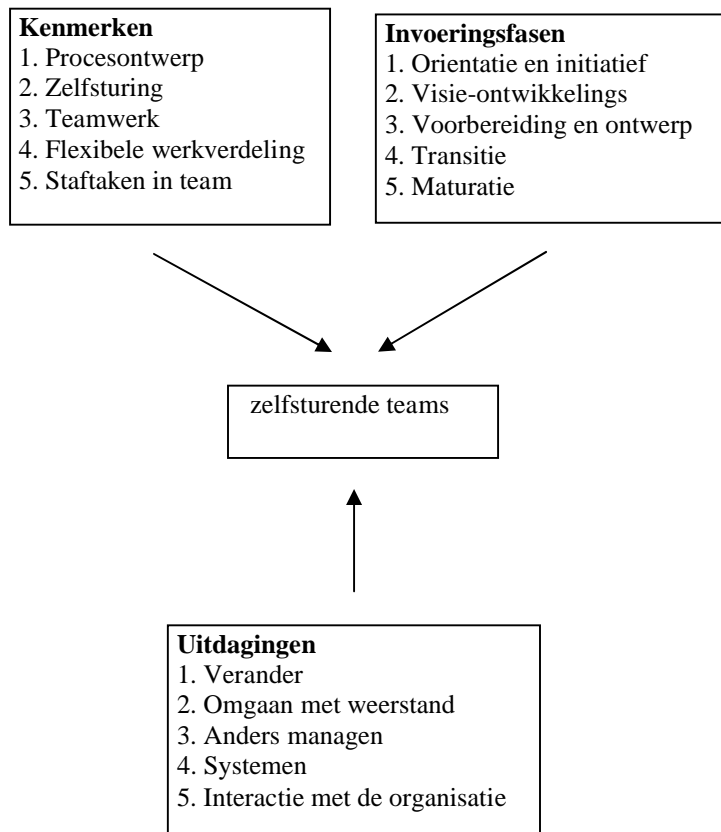 Kenmerken
1. Procesontwerp
2. Zelfsturing
3. Teamwerk
4. Flexibele werkverdeling
5. Staftaken in team
Invoeringsfasen
1. Orientatie en initiatief
2. Visie-ontwikkelings
3. Voorbereiding en ontwerp
4. Transitie
5. Maturatie
zelfsturende teams
Uitdagingen
1. Verander
2. Omgaan met weerstand
3. Anders managen
4. Systemen
5. Interactie met de organisatie